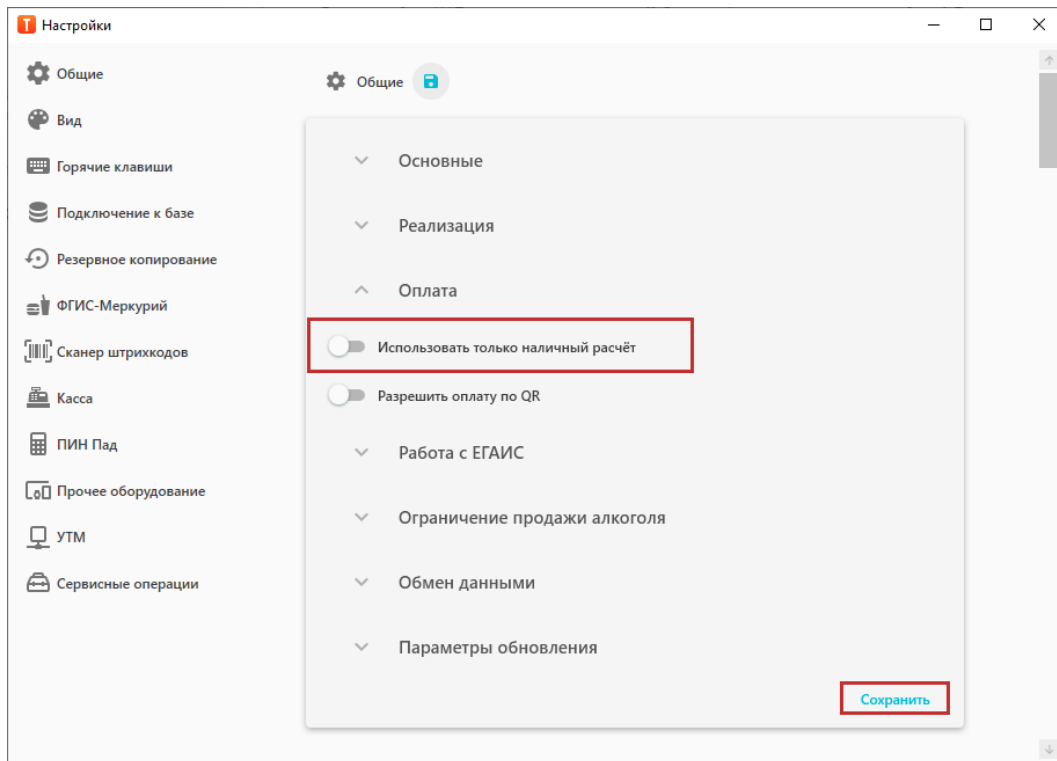 Настройки
Общие
Вид
Горячие клавиши
Подключение к базе
Резервное копирование
ФГИС-Меркурий
Сканер штрихкодов
Касса
ПИН Пад
Прочее оборудование
УТМ
Сервисные операции
Общие
Основные
Реализация
Оплата
Использовать только наличный расчёт
Разрешить оплату по QR
Работа с ЕГАИС
Ограничение продажи алкоголя
Обмен данными
Параметры обновления
Сохранить